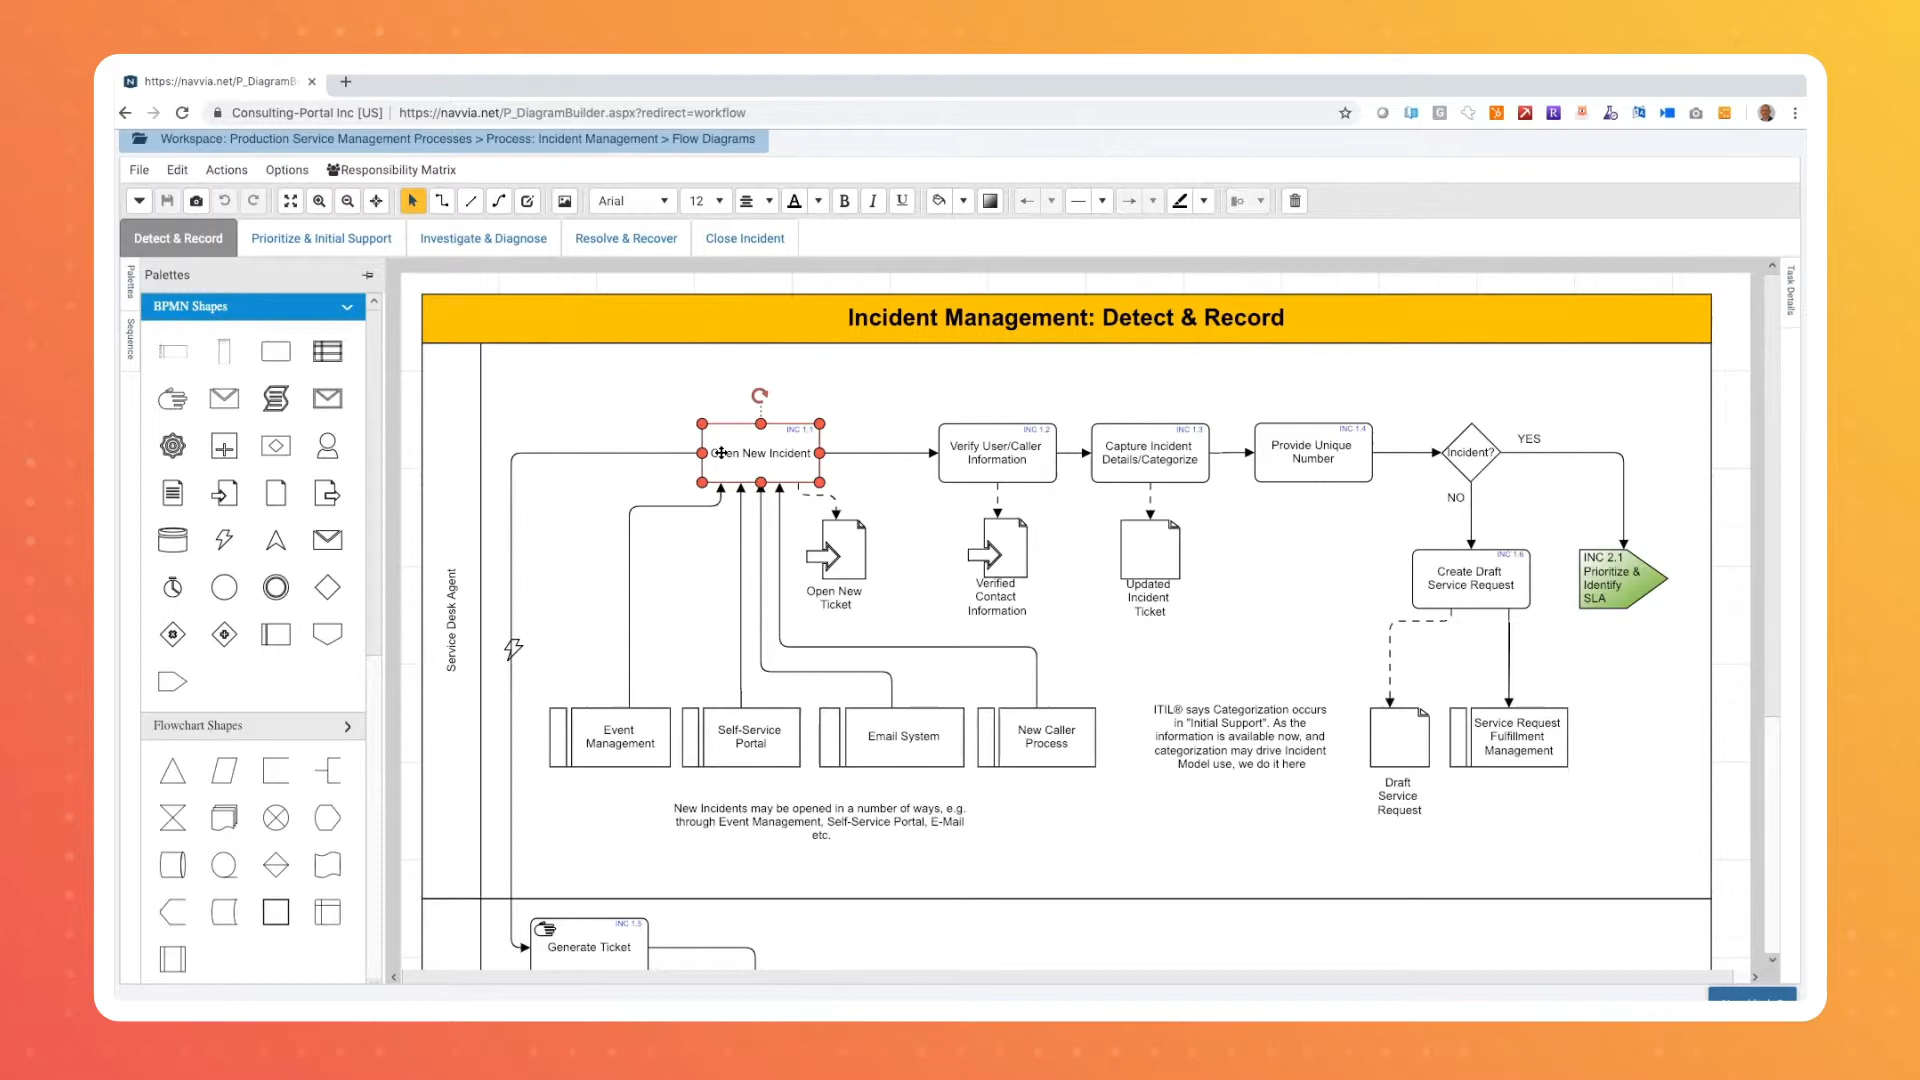 https://navvia.net/P_DiagramB
Consulting-Portal Inc [US]
https://navvia.net/P_DiagramBuilder.aspx?redirect=workflow
Workspace: Production Service Management Processes > Process: Incident Management > Flow Diagrams
File
Edit
Actions
Options
Responsibility Matrix
Arial
12
A
B
I
U
Detect & Record
Prioritize & Initial Support
Investigate & Diagnose
Resolve & Recover
Close Incident
Palettes
Sequence
Palettes
Task Details
BPMN Shapes
Flowchart Shapes
Incident Management: Detect & Record
Service Desk Agent
INC 1.1
New Incident
INC 1.2
Verify User/Caller
Information
INC 1.3
Capture Incident
Details/Categorize
INC 1.4
Provide Unique
Number
Incident?
YES
NO
Open New
Ticket
Verified
Contact
Information
Updated
Incident
Ticket
INC 1.6
Create Draft
Service Request
INC 2.1
Prioritize &
Identify
SLA
Event
Management
Self-Service
Portal
Email System
New Caller
Process
ITIL® says Categorization occurs
in "Initial Support". As the
information is available now, and
categorization may drive Incident
Model use, we do it here
Draft
Service
Request
Service Request
Fulfillment
Management
New Incidents may be opened in a number of ways, e.g.
through Event Management, Self-Service Portal, E-Mail
etc.
INC 1.5
Generate Ticket